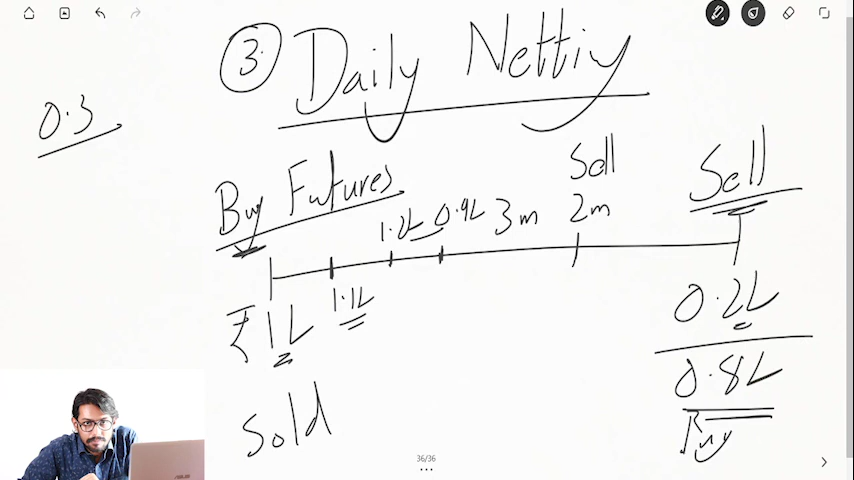 ③ Daily Netting
0.3
Buy Futures
Sell
2m
Sell
1.2L 0.9L 3m
1.1L
₹1L
0.2L
0.8L
Buy
Sold
36/36
ASUS